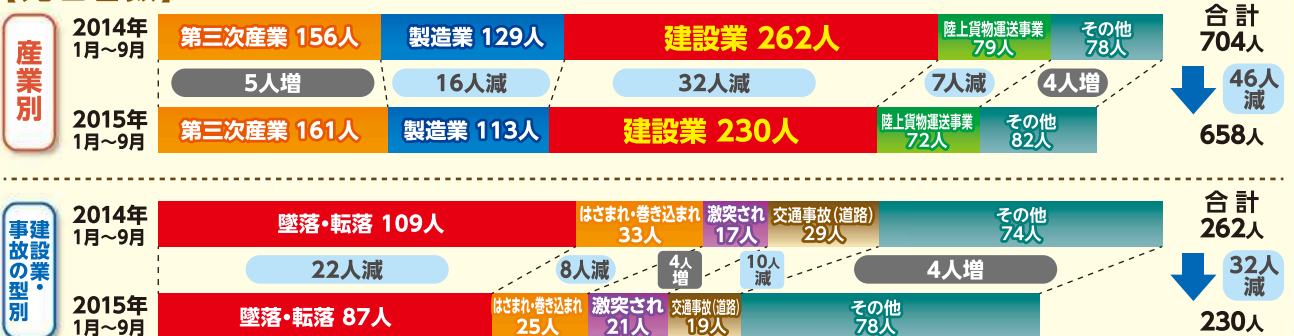 産業別
2014年
1月～9月
第三次産業 156人
製造業 129人
建設業 262人
陸上貨物運送事業
79人
その他
78人
合計
704人
5人増
16人減
32人減
7人減
4人増
46人
減
2015年
1月～9月
第三次産業 161人
製造業 113人
建設業 230人
陸上貨物運送事業
72人
その他
82人
658人
建設業・
事故の型別
2014年
1月～9月
墜落・転落 109人
はさまれ・巻き込まれ
33人
激突され
17人
交通事故(道路)
29人
その他
74人
合計
262人
22人減
8人減
4人
増
10人
減
4人増
32人
減
2015年
1月～9月
墜落・転落 87人
はさまれ・巻き込まれ
25人
激突され
21人
交通事故(道路)
19人
その他
78人
230人